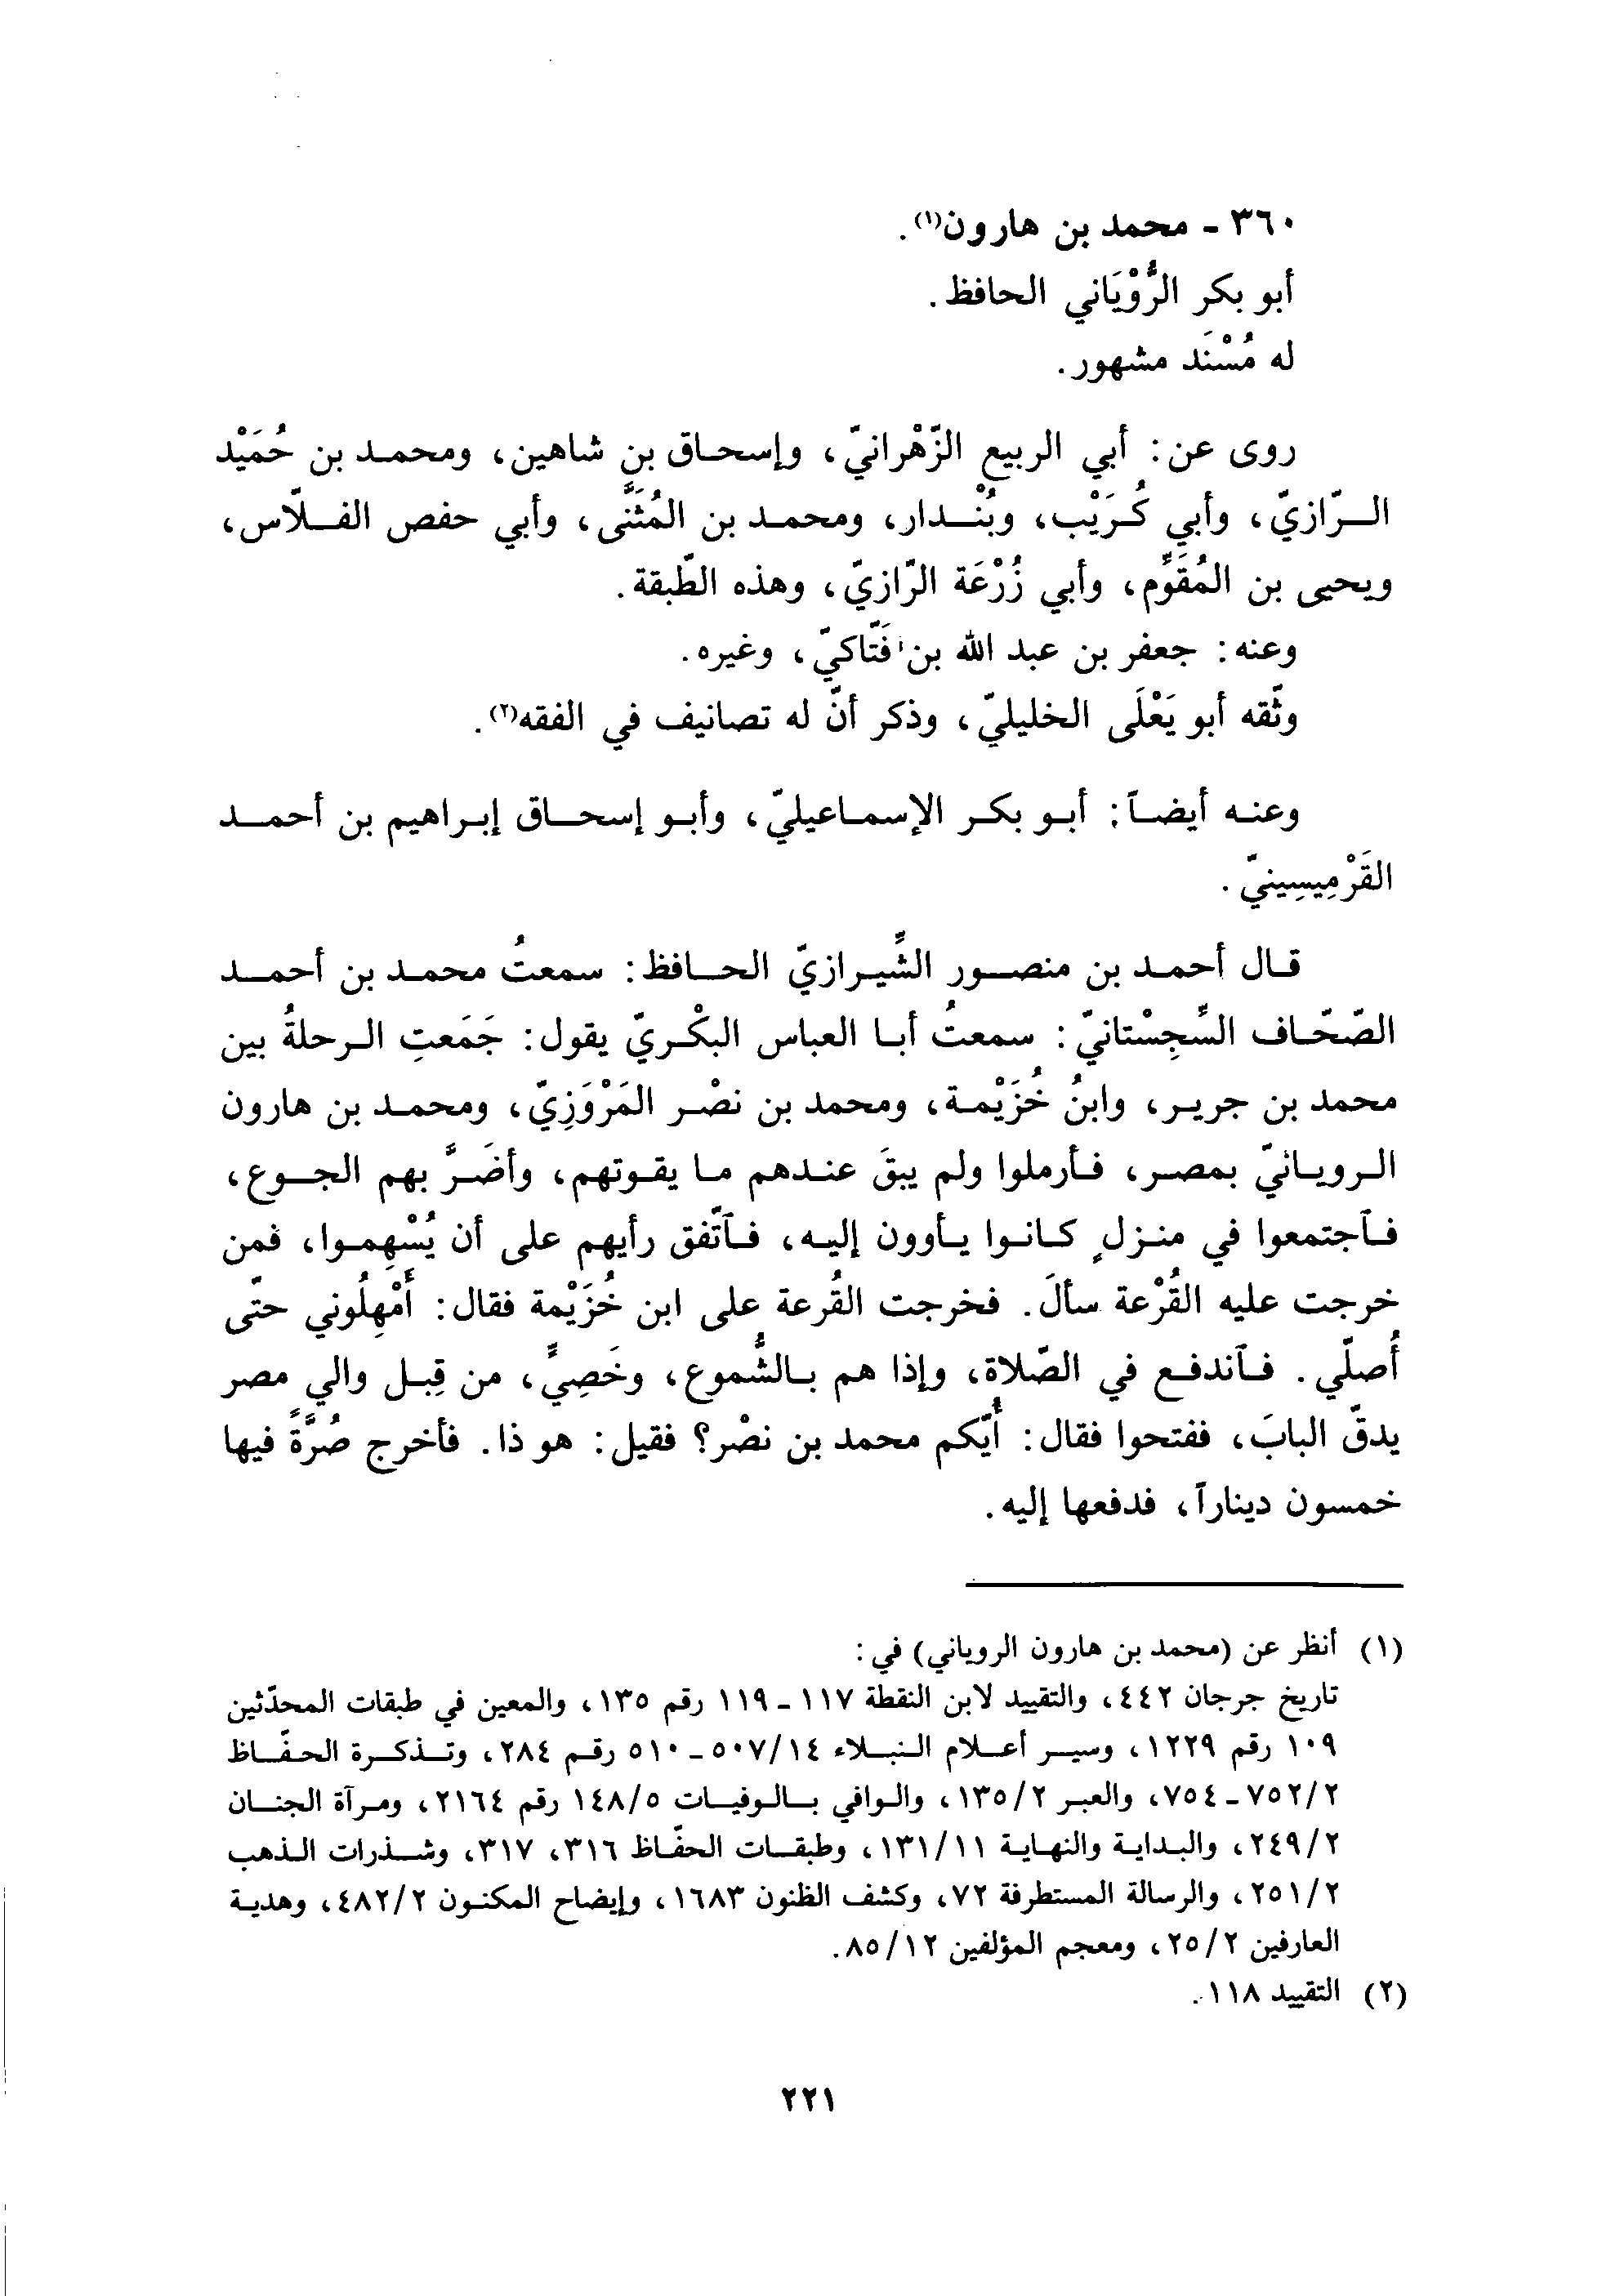 ٣٦٠ - محمد بن هارون(١).
أبو بكر الرُّوْيَاني الحافظ.
له مُسْنَد مشهور.
روى عن: أبي الربيع الزّهْرانيّ، وإسحاق بن شاهين، ومحمد بن حُمَيْد
الرّازيّ، وأبي كُرَيْب، وبُنْدار، ومحمد بن المُثَنَّى، وأبي حفص الفلّاس،
ويحيى بن المُقَوِّم، وأبي زُرْعَة الرّازيّ، وهذه الطّبقة.
وعنه: جعفر بن عبد الله بن فَتّاكيّ، وغيره.
وثّقه أبو يَعْلَى الخليليّ، وذكر أنّ له تصانيف في الفقه(٢).
وعنه أيضاً: أبو بكر الإسماعيليّ، وأبو إسحاق إبراهيم بن أحمد
القَرْمِيسِينيّ.
قال أحمد بن منصور الشِّيرازيّ الحافظ: سمعتُ محمد بن أحمد
الصّحّاف السِّجِسْتانيّ: سمعتُ أبا العباس البكْريّ يقول: جَمَعتِ الرحلةُ بين
محمد بن جرير، وابنُ خُزَيْمة، ومحمد بن نصْر المَرْوَزِيّ، ومحمد بن هارون
الرويانيّ بمصر، فأرملوا ولم يبقَ عندهم ما يقوتهم، وأضَرَّ بهم الجوع،
فآجتمعوا في منزلٍ كانوا يأوون إليه، فآتّفق رأيهم على أن يُسْهِموا، فمن
خرجت عليه القُرْعة سألَ. فخرجت القُرعة على ابن خُزَيْمة فقال: أَمْهِلُوني حتّى
أُصلّي. فآندفع في الصّلاة، وإذا هم بالشُّموع، وخَصِيٍّ، من قِبل والي مصر
يدقّ البابَ، ففتحوا فقال: أيُّكم محمد بن نصْر؟ فقيل: هو ذا. فأخرج صُرَّةً فيها
خمسون ديناراً، فدفعها إليه.
(١) أنظر عن (محمد بن هارون الروياني) في:
تاريخ جرجان ٤٤٢، والتقييد لابن النقطة ١١٧ - ١١٩ رقم ١٣٥، والمعين في طبقات المحدّثين
١٠٩ رقم ١٢٢٩، وسير أعلام النبلاء ٥٠٧/١٤ - ٥١٠ رقم ٢٨٤، وتذكرة الحفّاظ
٧٥٢/٢ - ٧٥٤، والعبر ١٣٥/٢، والوافي بالوفيات ١٤٨/٥ رقم ٢١٦٤، ومرآة الجنان
٢٤٩/٢، والبداية والنهاية ١٣١/١١، وطبقات الحفّاظ ٣١٦، ٣١٧، وشذرات الذهب
٢٥١/٢، والرسالة المستطرفة ٧٢، وكشف الظنون ١٦٨٣، وإيضاح المكنون ٤٨٢/٢، وهدية
العارفين ٢٥/٢، ومعجم المؤلفين ٨٥/١٢.
(٢) التقييد ١١٨.
٢٢١